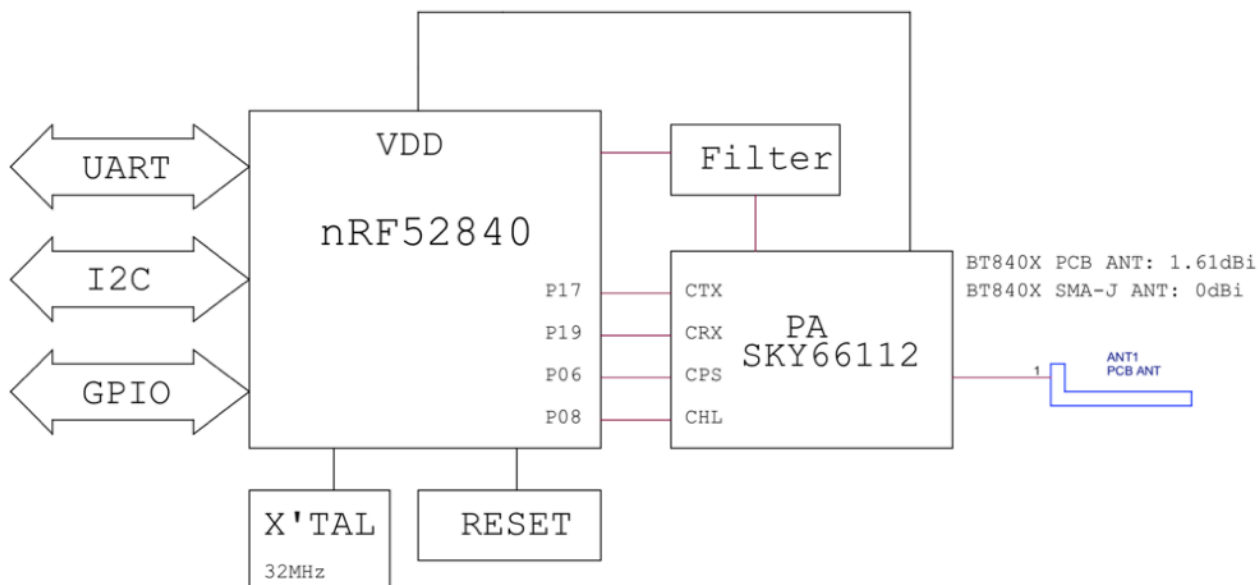 VDD
UART
Filter
nRF52840
BT840X PCB ANT: 1.61dBi
I2C
P17
CTX
BT840X SMA-J ANT: 0dBi
P19
CRX
PA
SKY66112
ANT1
PCB ANT
P06
CPS
1
GPIO
P08
CHL
X'TAL
RESET
32MHz